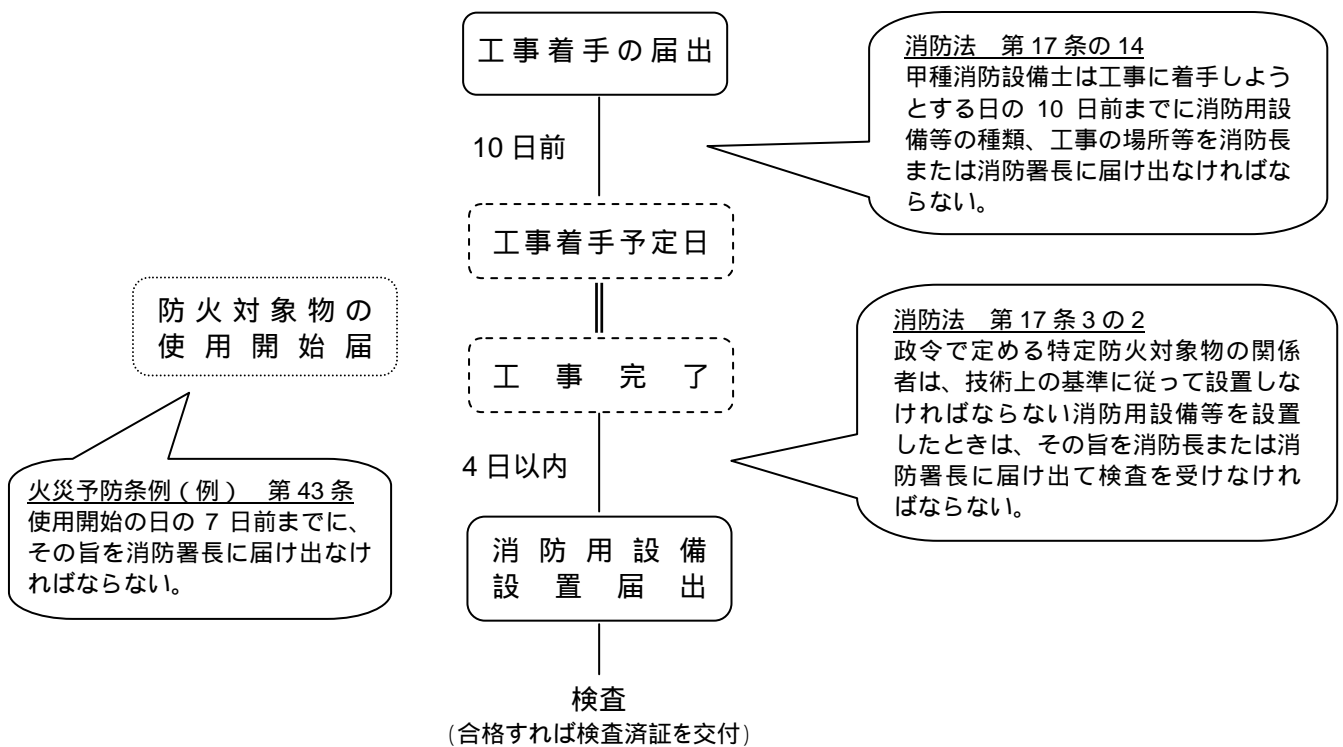 工事着手の届出
消防法 第17条の14
甲種消防設備士は工事に着手しよう
とする日の 10 日前までに消防用設
備等の種類、工事の場所等を消防長
または消防署長に届け出なければな
らない。
10日前
工事着手予定日
防火対象物の
使用開始届
消防法 第17条3の2
政令で定める特定防火対象物の関係
者は、技術上の基準に従って設置しな
ければならない消防用設備等を設置
したときは、その旨を消防長または消
防署長に届け出て検査を受けなけれ
ばならない。
工事完了
4日以内
火災予防条例(例) 第43条
使用開始の日の 7 日前までに、
その旨を消防署長に届け出なけ
ればならない。
消防用設備
設置届出
検査
(合格すれば検査済証を交付)